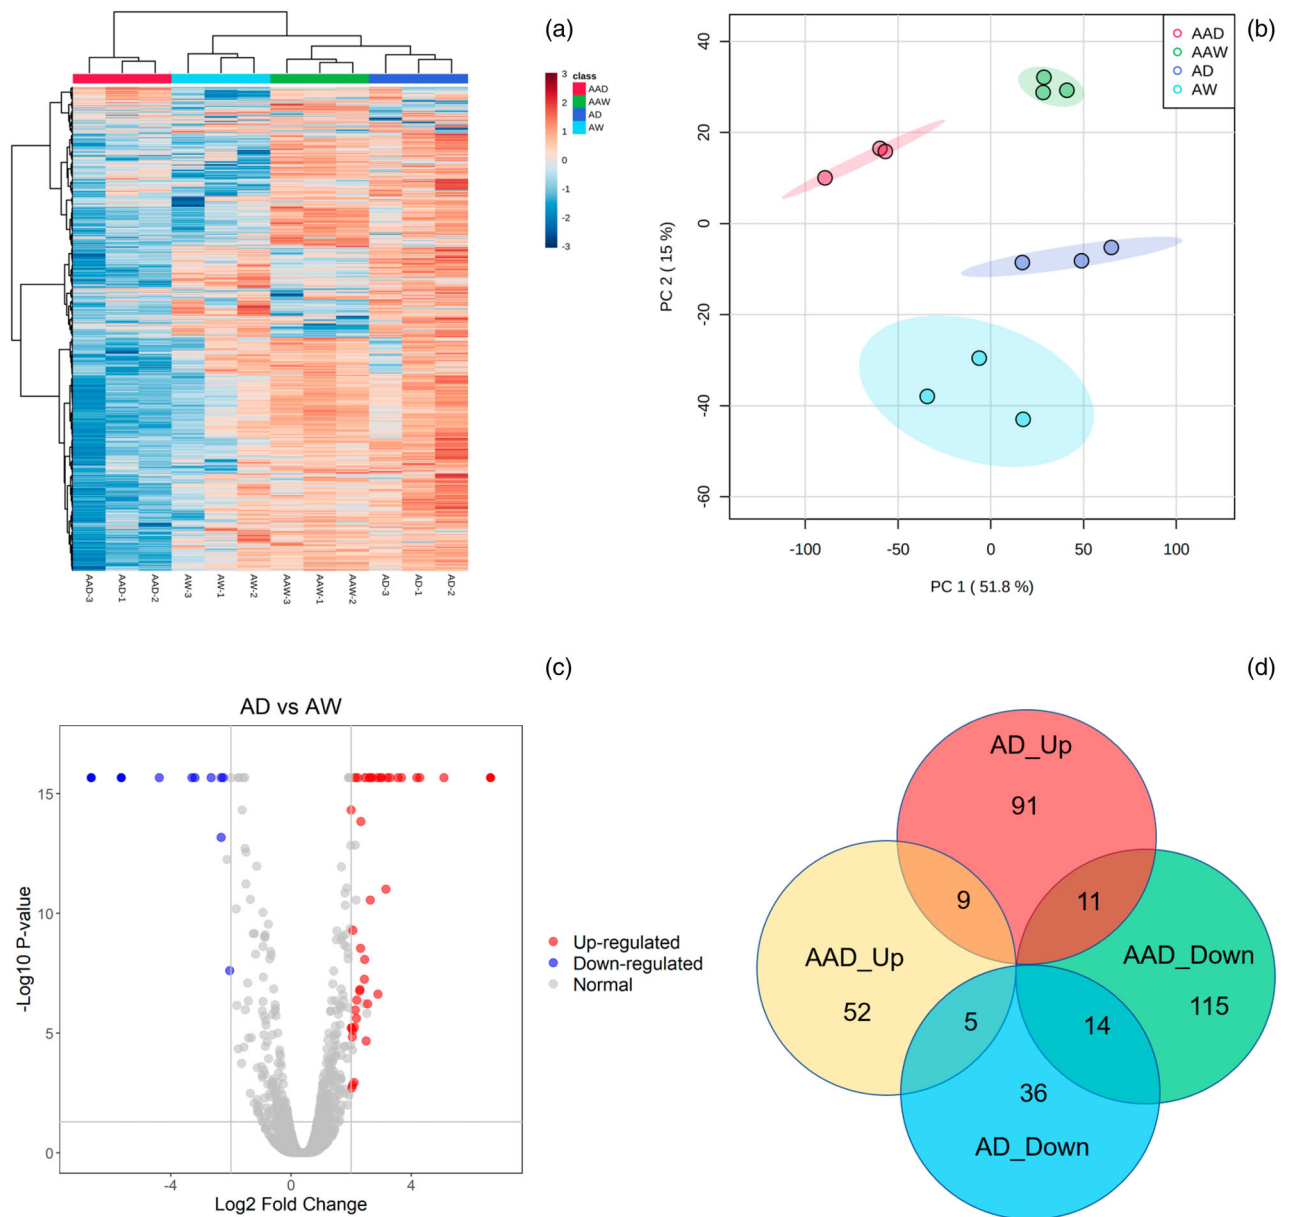 (a)
3
2
1
0
-1
-2
-3
class
AAD
AAW
AD
AW
AAD-3
AAD-1
AAD-2
AW-3
AW-1
AW-2
AAW-3
AAW-1
AAW-2
AD-3
AD-1
AD-2
(b)
AAD
AAW
AD
AW
40
20
0
-20
-40
-60
PC 2 ( 15 %)
-100
-50
0
50
100
PC 1 ( 51.8 %)
(c)
AD vs AW
15
10
5
0
-Log10 P-value
-4
0
4
Log2 Fold Change
Up-regulated
Down-regulated
Normal
(d)
AD_Up
91
9
11
AAD_Up
52
AAD_Down
115
5
14
36
AD_Down